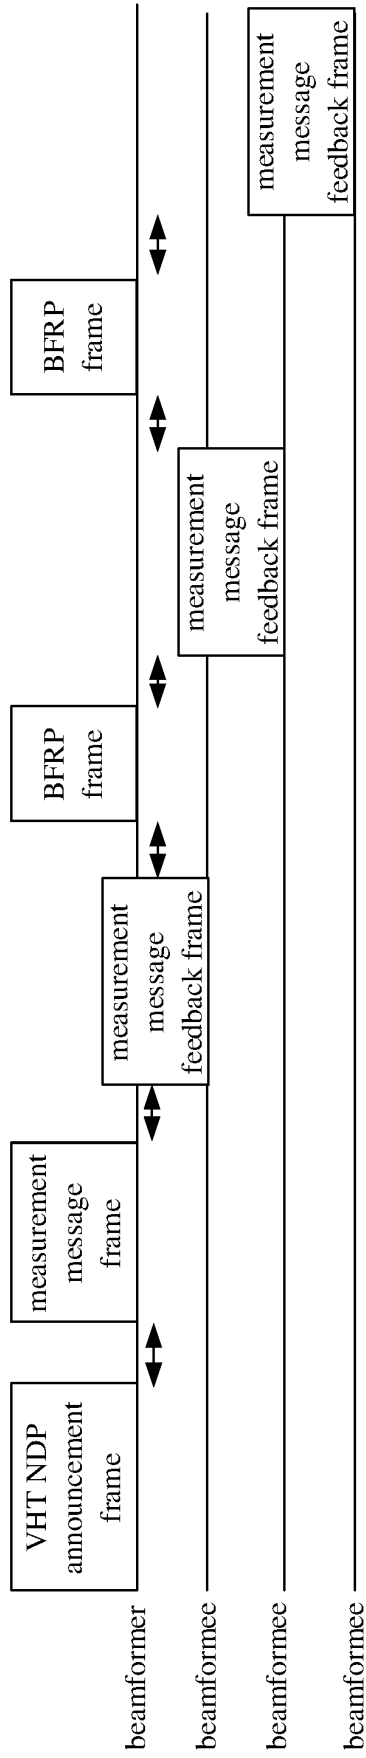 VHT NDP
announcement
frame
measurement
message
frame
BFRP
frame
BFRP
frame
beamformer
measurement
message
feedback frame
beamformee
measurement
message
feedback frame
beamformee
measurement
message
feedback frame
beamformee